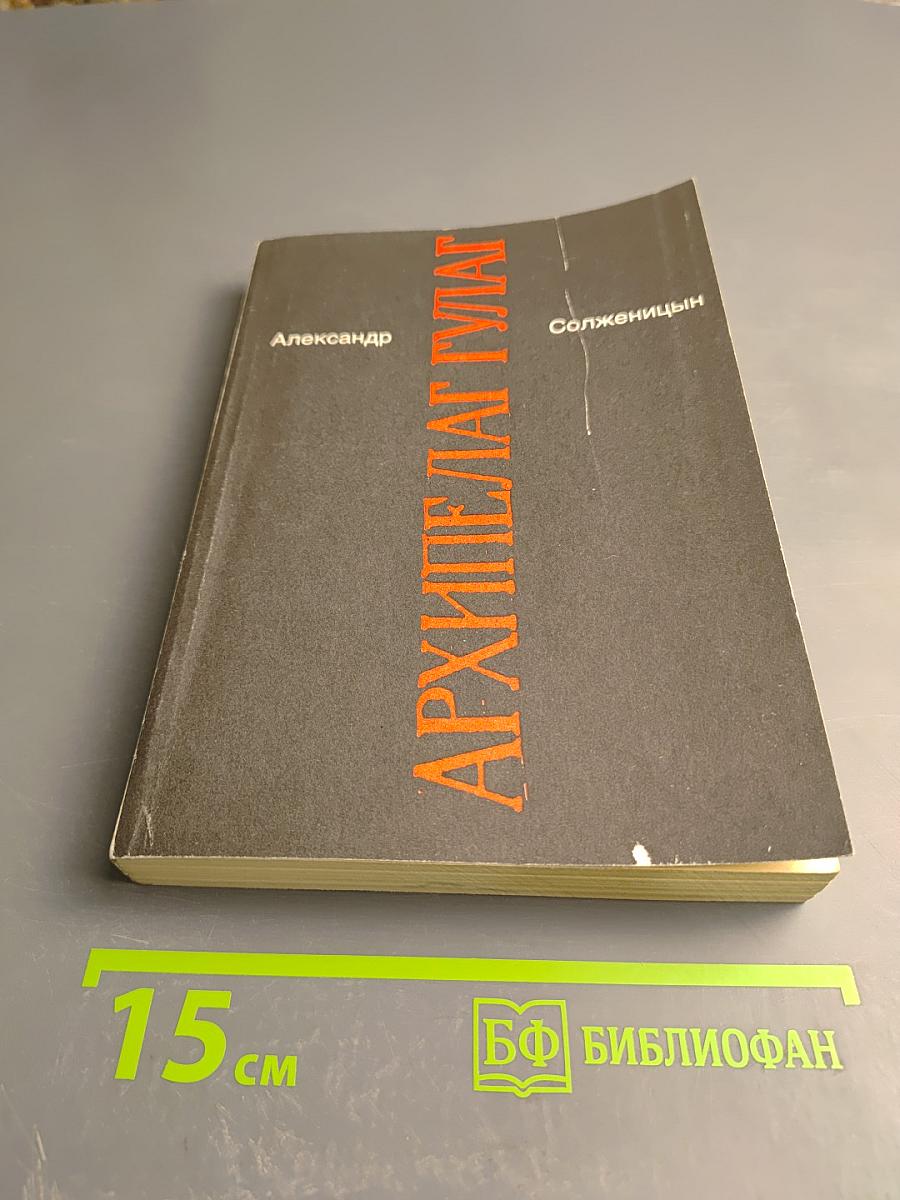 Александр
Солженицын
АРХИПЕЛАГ ГУЛАГ
15 см
БФ БИБЛИОФАН